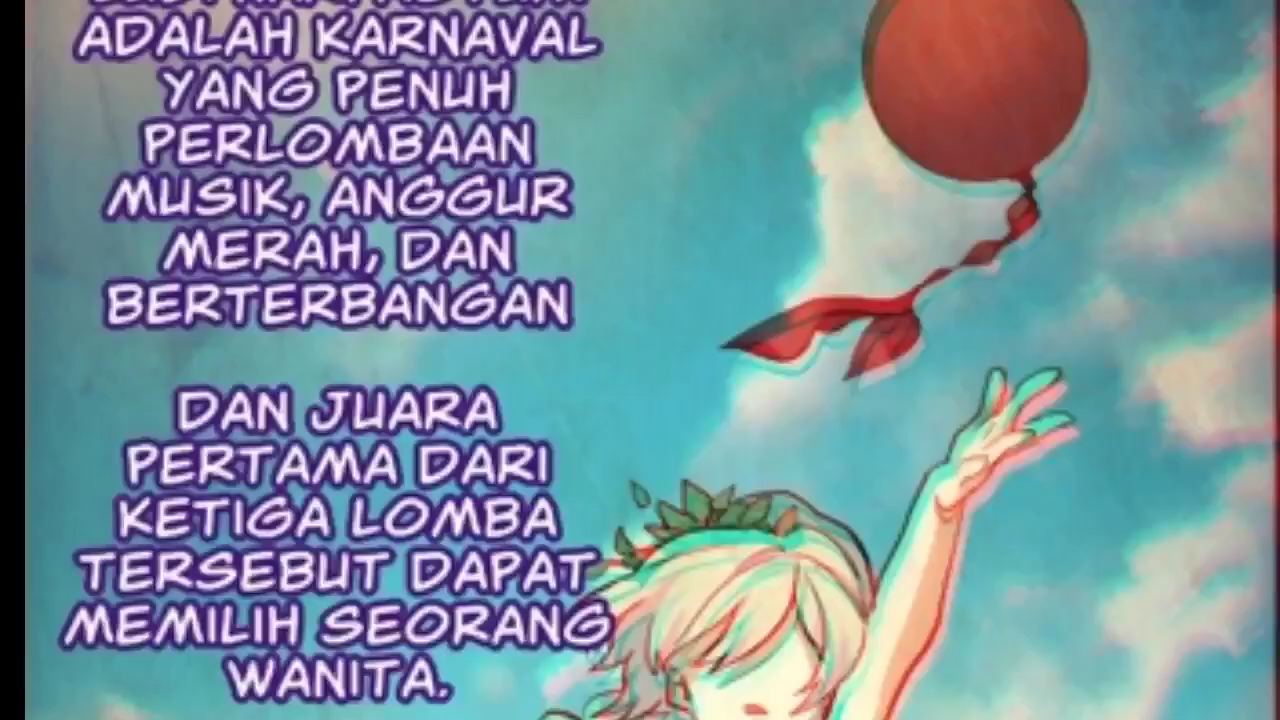 ADALAH KARNAVAL
YANG PENUH
PERLOMBAAN
MUSIK, ANGGUR
MERAH, DAN
BERTERBANGAN
DAN JUARA
PERTAMA DARI
KETIGA LOMBA
TERSEBUT DAPAT
MEMILIH SEORANG
WANITA.